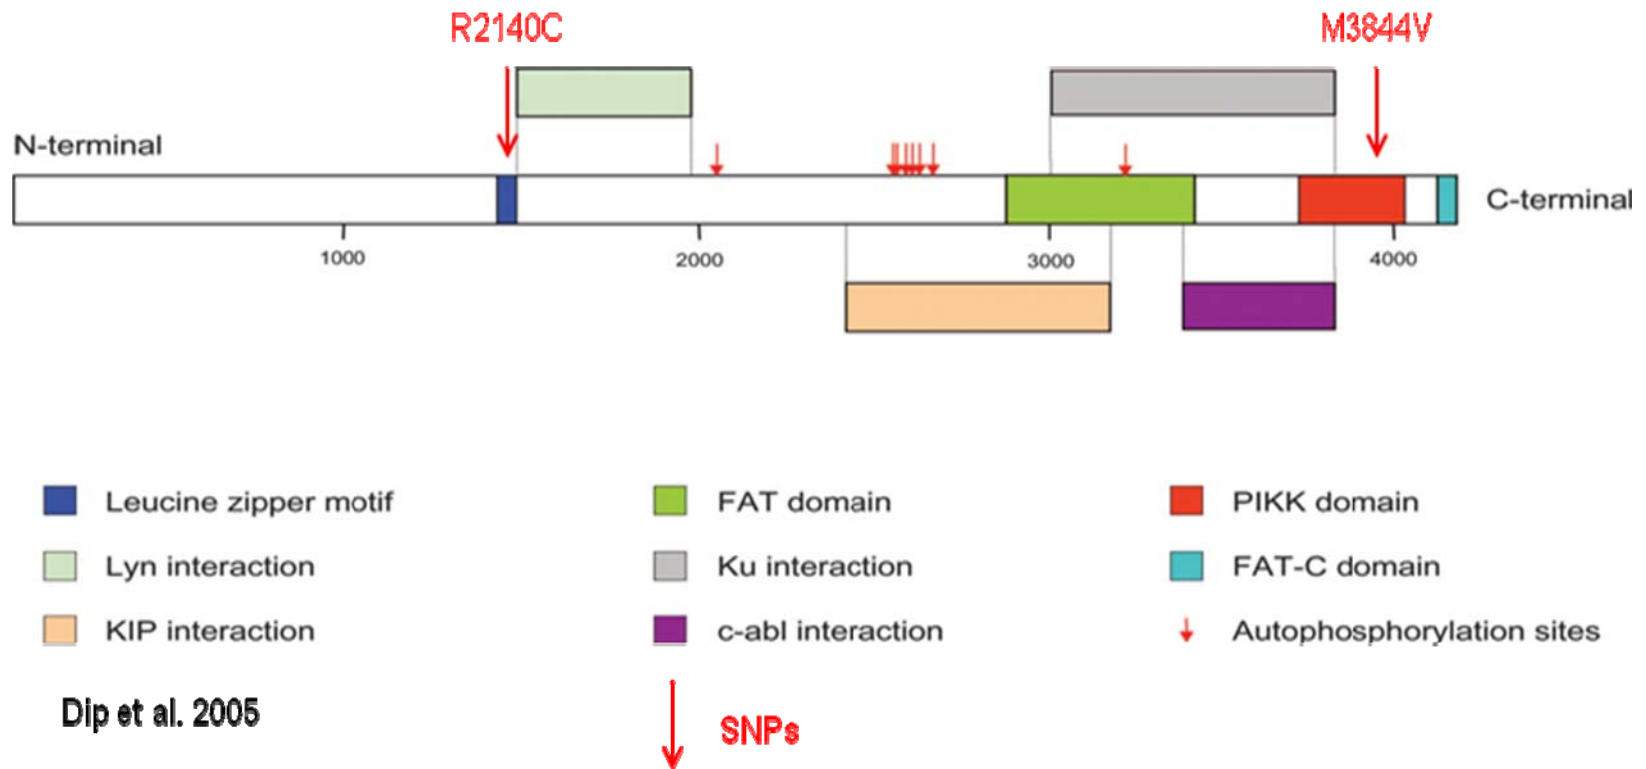 R2140C
M3844V
N-terminal
C-terminal
1000
2000
3000
4000
Leucine zipper motif
FAT domain
PIKK domain
Lyn interaction
Ku interaction
FAT-C domain
KIP interaction
c-abl interaction
Autophosphorylation sites
Dip et al. 2005
SNPs